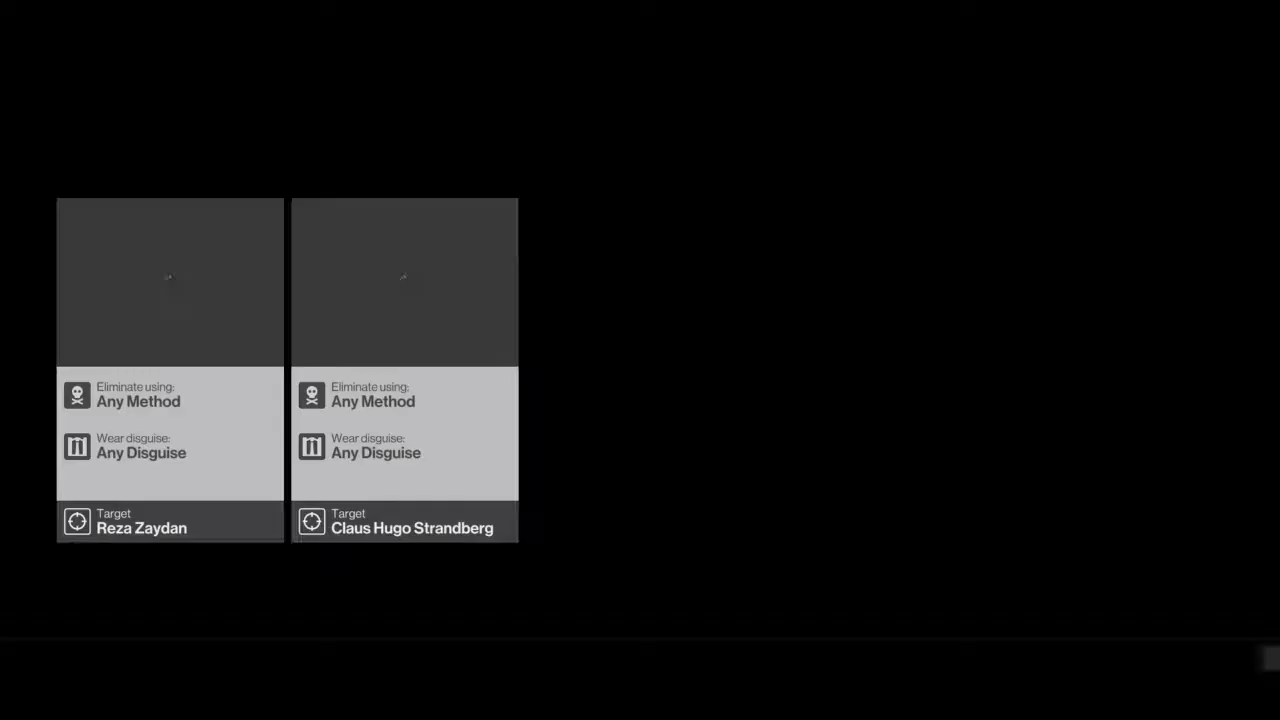 Eliminate using:
Any Method
Wear disguise:
Any Disguise
Target
Reza Zaydan
Eliminate using:
Any Method
Wear disguise:
Any Disguise
Target
Claus Hugo Strandberg